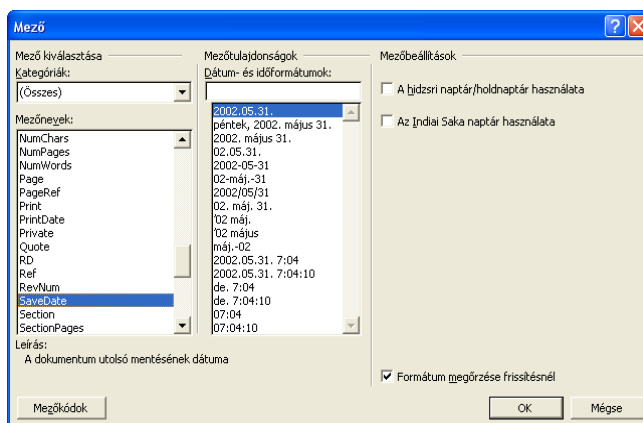 Mező
Mező kiválasztása
Kategóriák:
(Összes)
Mezőnevek:
NumChars
NumPages
NumWords
Page
PageRef
Print
PrintDate
Private
Quote
RD
Ref
RevNum
SaveDate
Section
SectionPages
Mezőtulajdonságok
Dátum- és időformátumok:
2002.05.31.
péntek, 2002. május 31.
2002. május 31.
02.05.31.
2002-05-31
02-máj.-31
2002/05/31
02. máj. 31.
'02 máj.
'02 május
máj.-02
2002.05.31. 7:04
2002.05.31. 7:04:10
de. 7:04
de. 7:04:10
07:04
07:04:10
Mezőbeállítások
A hidzsri naptár/holdnaptár használata
Az Indiai Saka naptár használata
Formátum megőrzése frissítésnél
Leírás:
A dokumentum utolsó mentésének dátuma
Mezőkódok
OK
Mégse